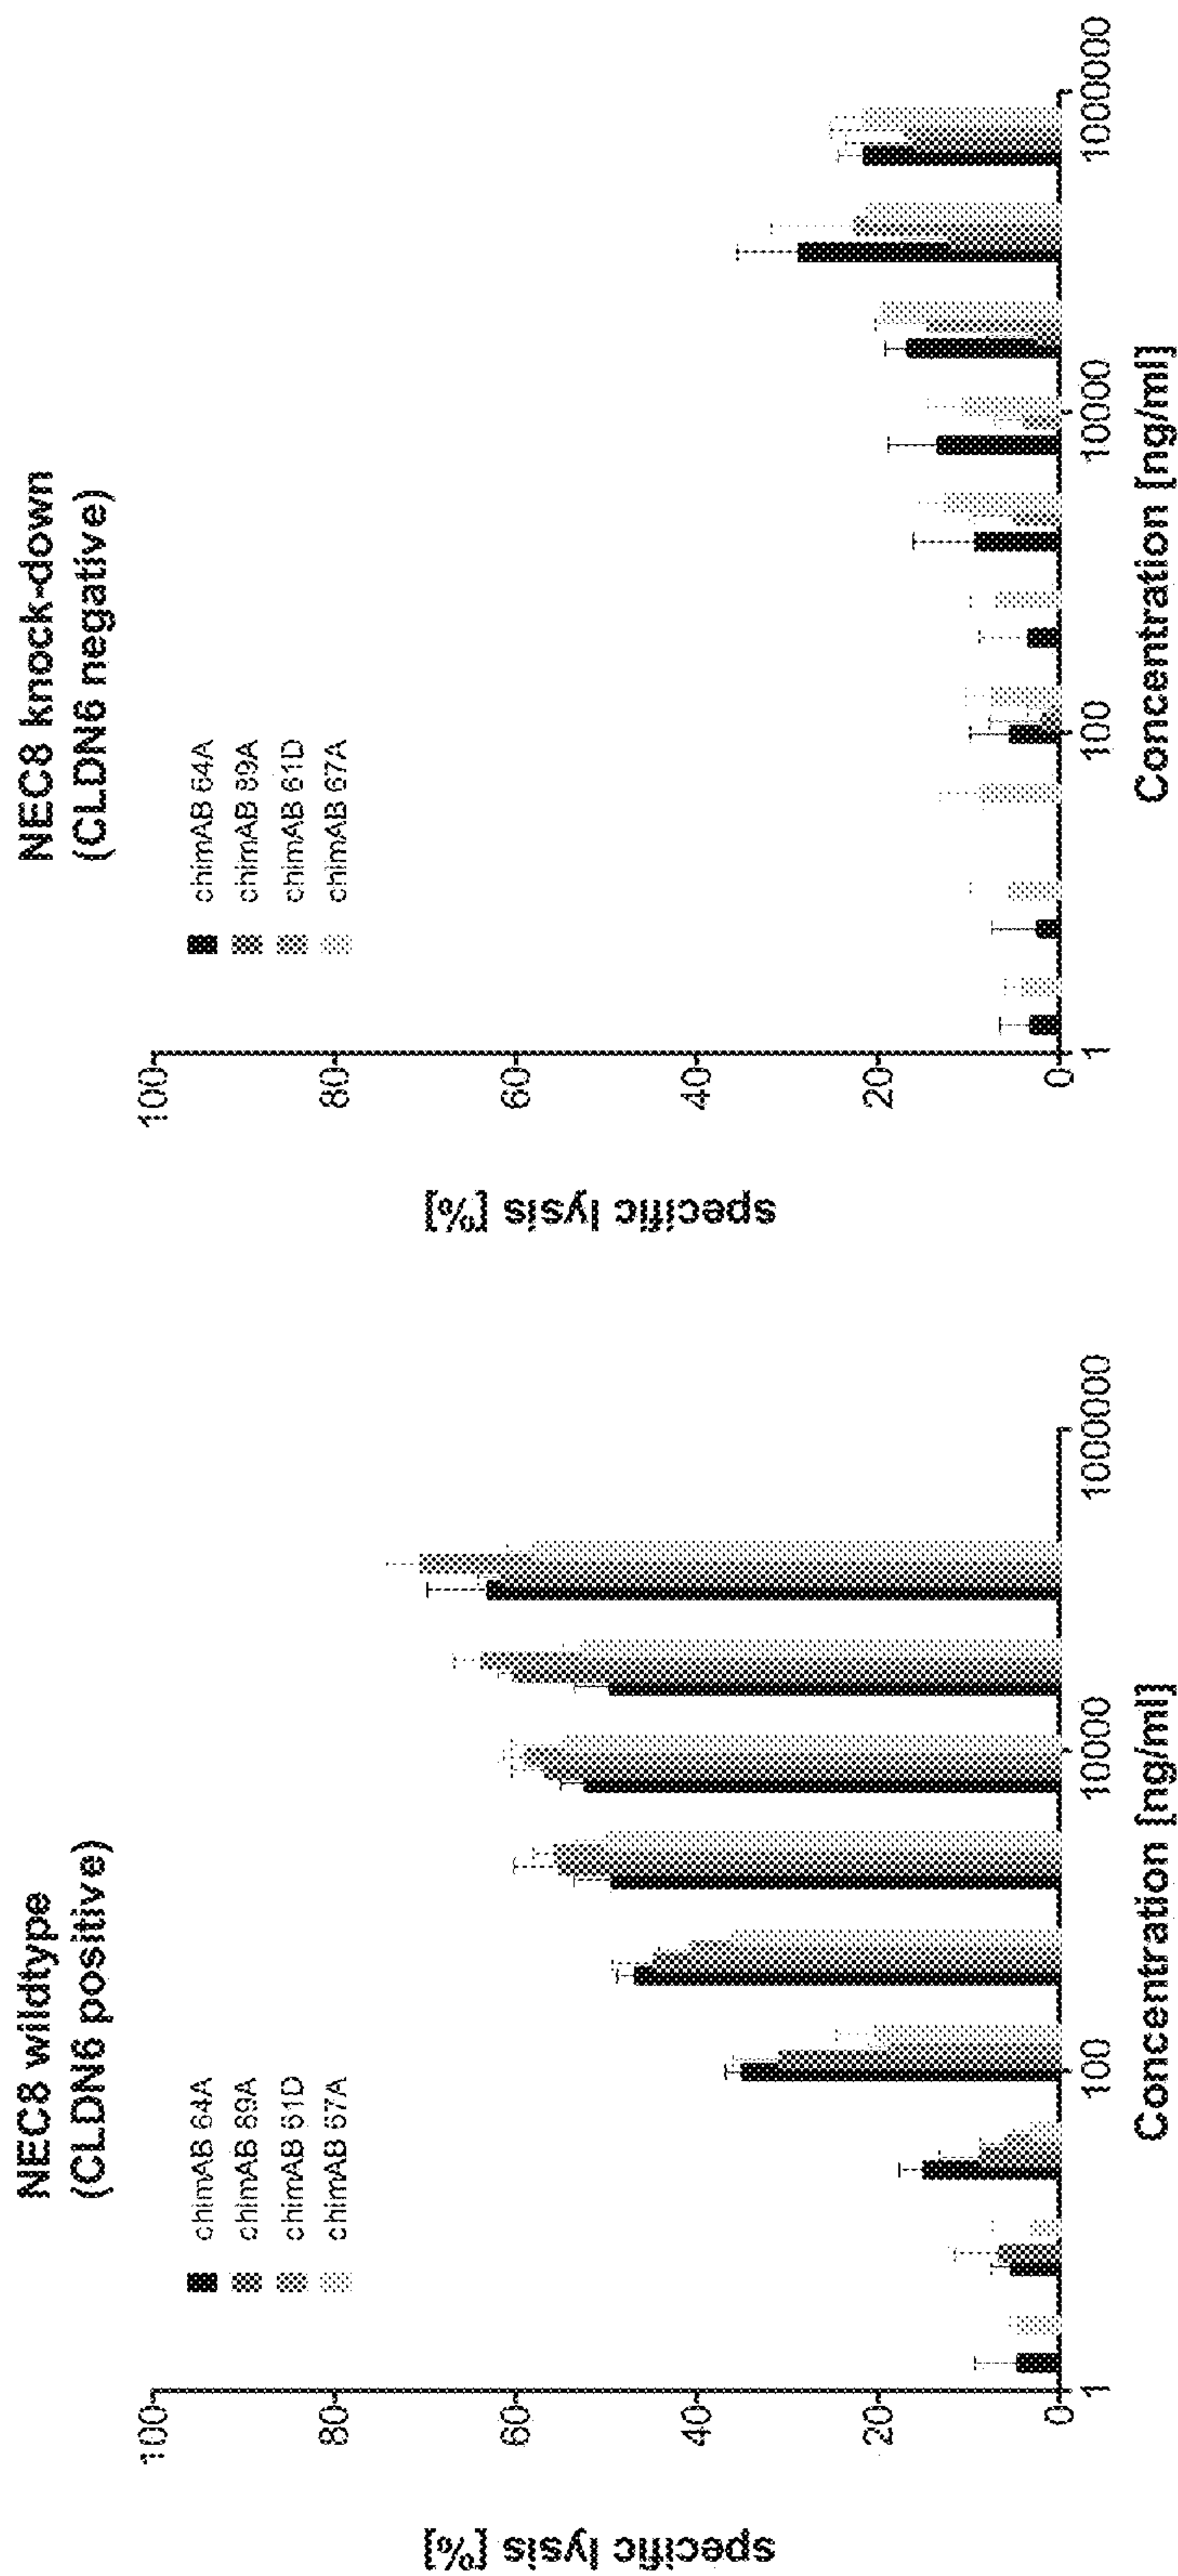 NEC8 wildtype
(CLDN6 positive)
chimAB 64A
chimAB 89A
chimAB 61D
chimAB 67A
specific lysis [%]
100
80
60
40
20
0
1
100
10000
1000000
Concentration [ng/ml]
NEC8 knock-down
(CLDN6 negative)
chimAB 64A
chimAB 89A
chimAB 61D
chimAB 67A
specific lysis [%]
100
80
60
40
20
0
1
100
10000
1000000
Concentration [ng/ml]